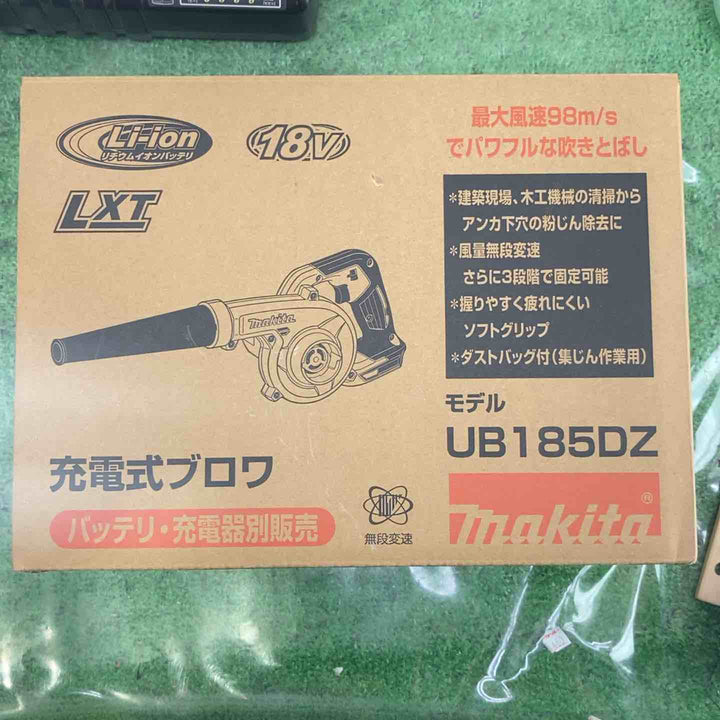 Li-ion
リチウムイオンバッテリ
18V
LXT
最大風速98m/s
でパワフルな吹きとばし
*建築現場、木工機械の清掃から
アンカ下穴の粉じん除去に
*風量無段変速
さらに3段階で固定可能
*握りやすく疲れにくい
ソフトグリップ
*ダストバッグ付(集じん作業用)
makita
モデル
UB185DZ
充電式ブロワ
バッテリ・充電器別販売
無段変速
makita®